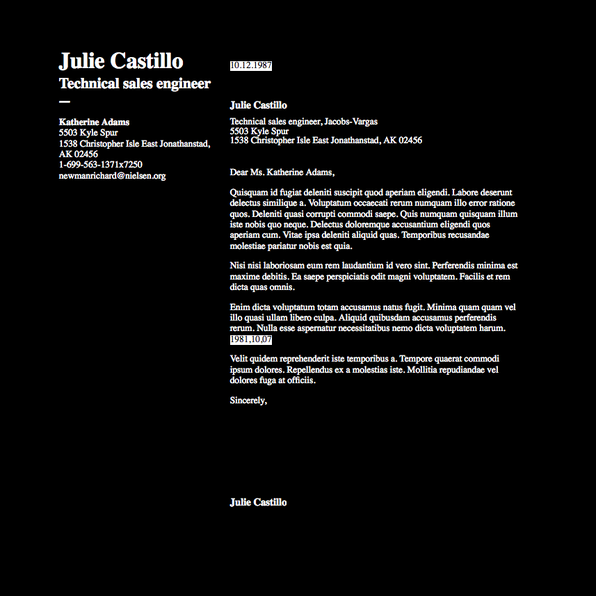 Julie Castillo
Technical sales engineer
—
Katherine Adams
5503 Kyle Spur
1538 Christopher Isle East Jonathanstad,
AK 02456
1-699-563-1371x7250
newmanrichard@nielsen.org
10.12.1987
Julie Castillo
Technical sales engineer, Jacobs-Vargas
5503 Kyle Spur
1538 Christopher Isle East Jonathanstad, AK 02456
Dear Ms. Katherine Adams,
Quisquam id fugiat deleniti suscipit quod aperiam eligendi. Labore deserunt
delectus similique a. Voluptatum occaecati rerum numquam illo error ratione
quos. Deleniti quasi corrupti commodi saepe. Quis numquam quisquam illum
iste nobis quo neque. Delectus doloremque accusantium eligendi quos
aperiam cum. Vitae ipsa deleniti aliquid quas. Temporibus recusandae
molestiae pariatur nobis est quia.
Nisi nisi laboriosam eum rem laudantium id vero sint. Perferendis minima est
maxime debitis. Ea saepe perspiciatis odit magni voluptatem. Facilis et rem
dicta quas omnis.
Enim dicta voluptatum totam accusamus natus fugit. Minima quam quam vel
illo quasi ullam libero culpa. Aliquid quibusdam accusamus perferendis
rerum. Nulla esse aspernatur necessitatibus nemo dicta voluptatem harum.
1981,10,07
Velit quidem reprehenderit iste temporibus a. Tempore quaerat commodi
ipsum dolores. Repellendus ex a molestias iste. Mollitia repudiandae vel
dolores fuga at officiis.
Sincerely,
Julie Castillo